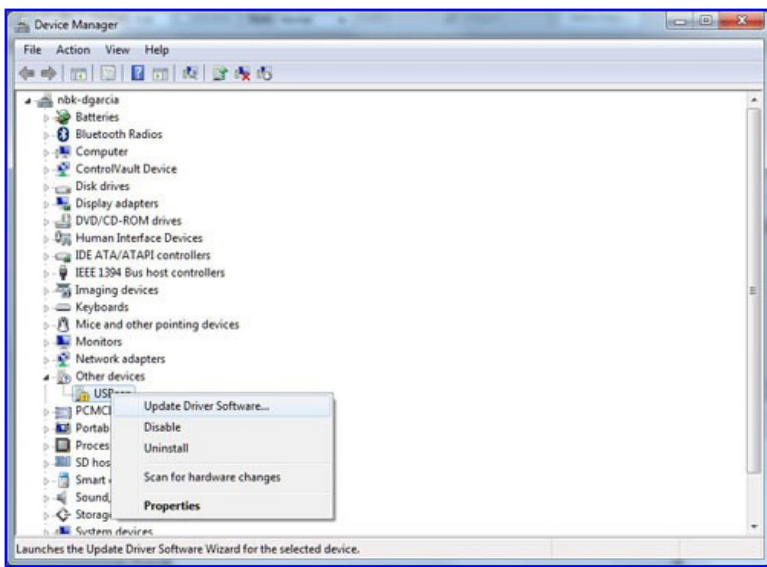 Device Manager
File Action View Help
nbk-dgarcia
Batteries
Bluetooth Radios
Computer
ControlVault Device
Disk drives
Display adapters
DVD/CD-ROM drives
Human Interface Devices
IDE ATA/ATAPI controllers
IEEE 1394 Bus host controllers
Imaging devices
Keyboards
Mice and other pointing devices
Monitors
Network adapters
Other devices
Update Driver Software...
PCMCI
Disable
Portab
Uninstall
Proces
SD hos
Scan for hardware changes
Smart
Sound,
Properties
Storag
System devices
Launches the Update Driver Software Wizard for the selected device.